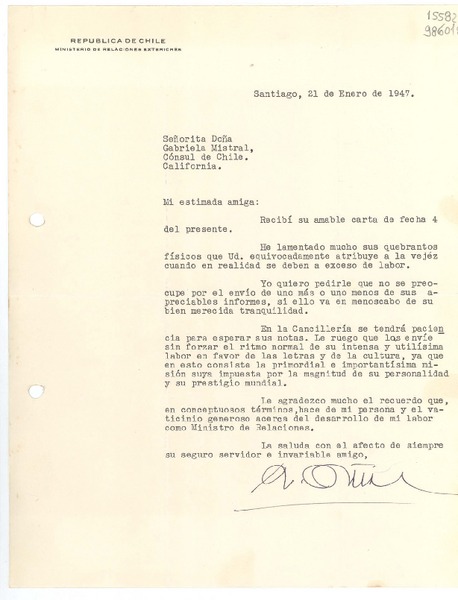 15582
REPUBLICA DE CHILE
MINISTERIO DE RELACIONES EXTERIORES
Santiago, 21 de Enero de 1947.
Señorita Doña
Gabriela Mistral,
Cónsul de Chile.
California.
Mi estimada amiga:
Recibí su amable carta de fecha 4
del presente.
He lamentado mucho sus quebrantos
físicos que Ud. equivocadamente atribuye a la vejéz
cuando en realidad se deben a exceso de labor.
Yo quiero pedirle que no se preo-
cupe por el envío de uno más o uno menos de sus a-
preciables informes, si ello va en menoscabo de su
bien merecida tranquilidad.
En la Cancillería se tendrá pacien
cia para esperar sus notas. Le ruego que las envíe
sin forzar el ritmo normal de su intensa y utilísima
labor en favor de las letras y de la cultura, ya que
en esto consiste la primordial e importantísima mi-
sión suya impuesta por la magnitud de su personalidad
y su prestigio mundial.
Le agradezco mucho el recuerdo que,
en conceptuosos términos,hace de mi persona y el va-
ticinio generoso acerca del desarrollo de mi labor
como Ministro de Relaciones.
La saluda con el afecto de siempre
su seguro servidor e invariable amigo,